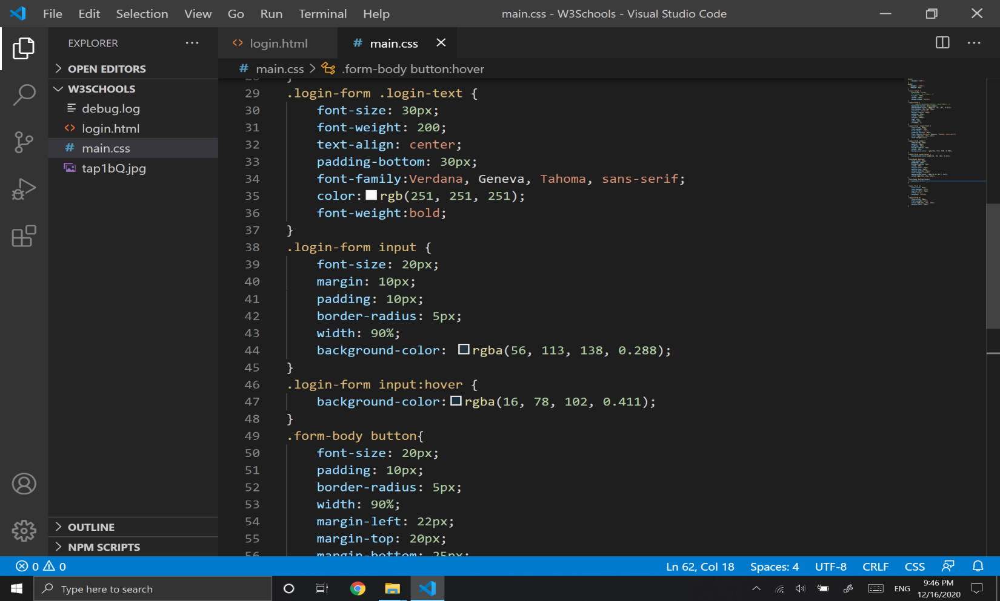 File Edit Selection View Go Run Terminal Help
main.css - W3Schools - Visual Studio Code
EXPLORER
OPEN EDITORS
W3SCHOOLS
debug.log
login.html
main.css
tap1bQ.jpg
OUTLINE
NPM SCRIPTS
login.html
# main.css
# main.css > .form-body button:hover
28 }
29 .login-form .login-text {
30 font-size: 30px;
31 font-weight: 200;
32 text-align: center;
33 padding-bottom: 30px;
34 font-family:Verdana, Geneva, Tahoma, sans-serif;
35 color:rgb(251, 251, 251);
36 font-weight:bold;
37 }
38 .login-form input {
39 font-size: 20px;
40 margin: 10px;
41 padding: 10px;
42 border-radius: 5px;
43 width: 90%;
44 background-color: rgba(56, 113, 138, 0.288);
45 }
46 .login-form input:hover {
47 background-color:rgba(16, 78, 102, 0.411);
48 }
49 .form-body button{
50 font-size: 20px;
51 padding: 10px;
52 border-radius: 5px;
53 width: 90%;
54 margin-left: 22px;
55 margin-top: 20px;
56 margin-bottom: 25px;
0 0
Ln 62, Col 18 Spaces: 4 UTF-8 CRLF CSS
Type here to search
ENG
9:46 PM
12/16/2020